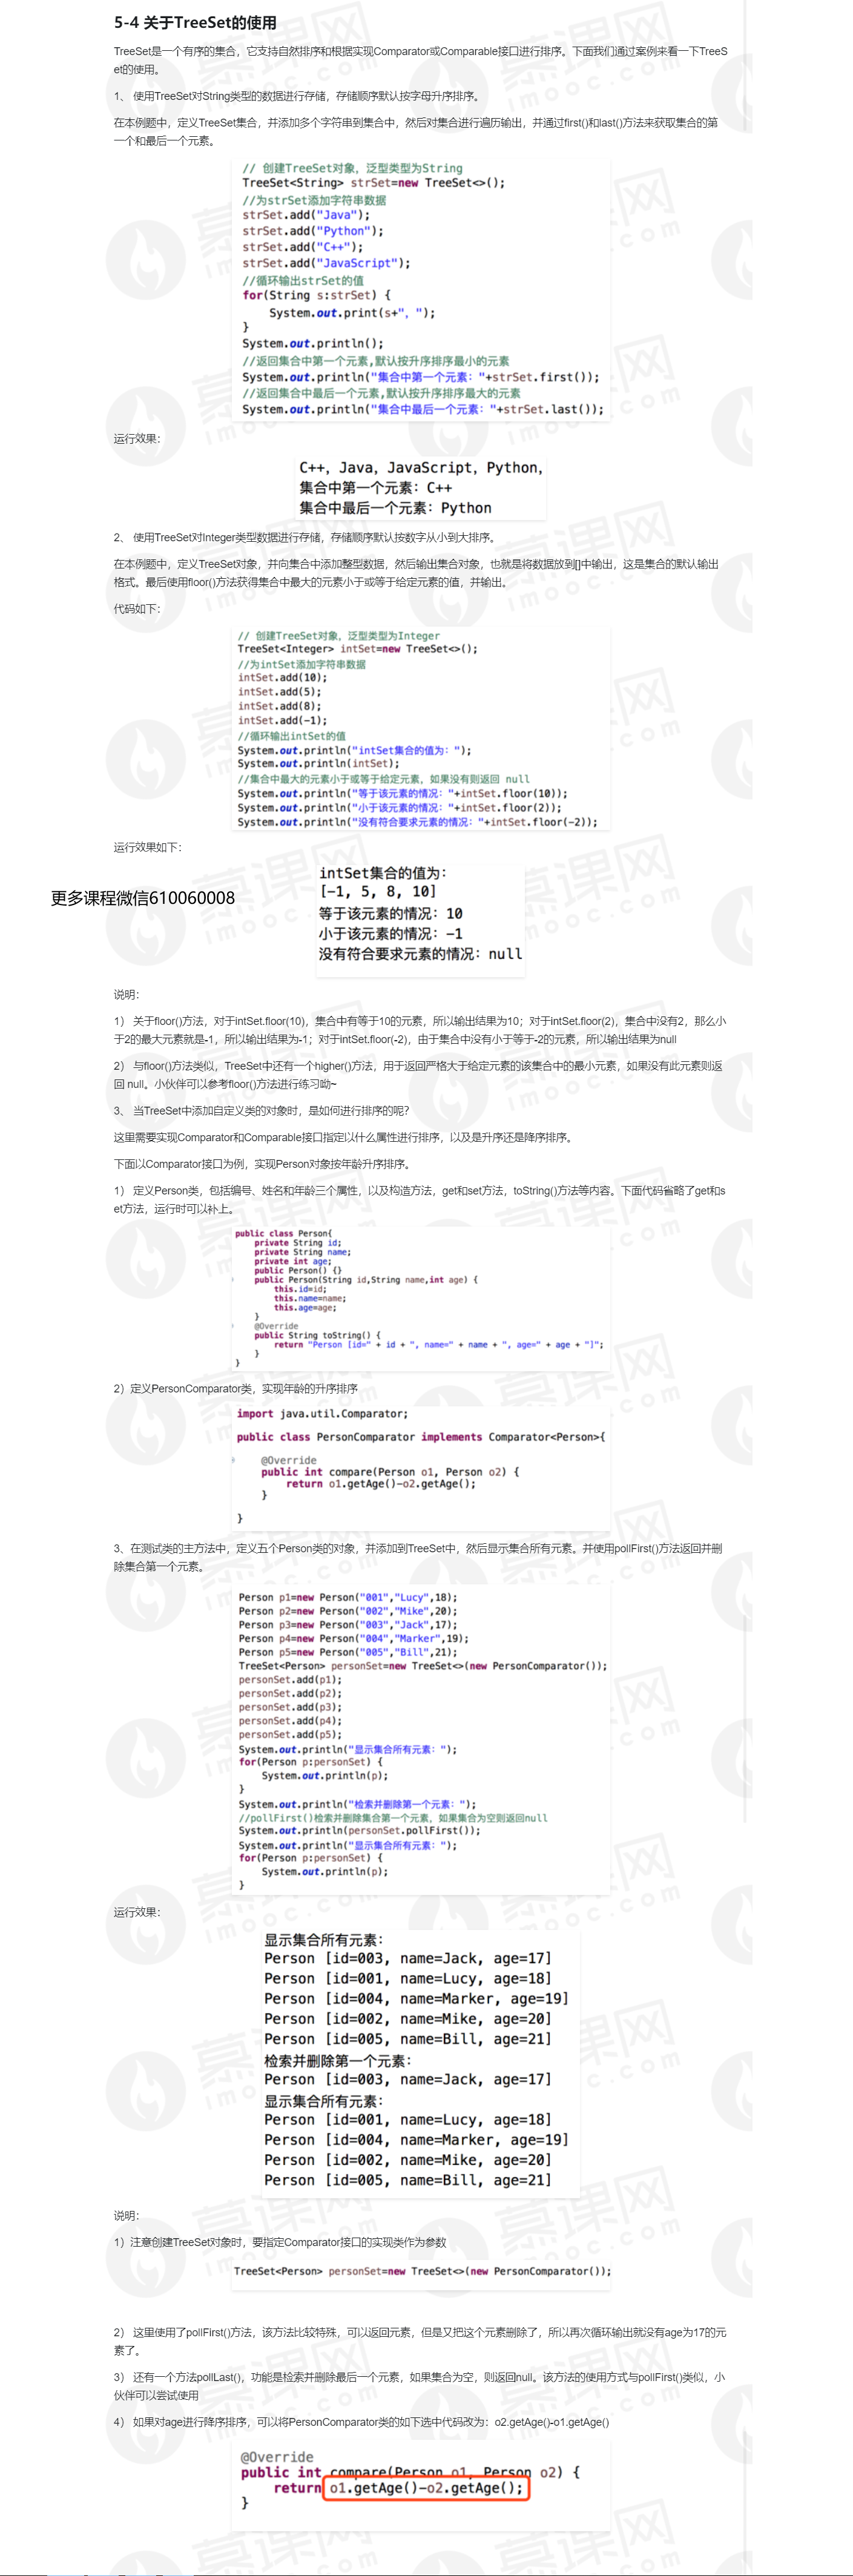 5-4 关于TreeSet的使用
TreeSet是一个有序的集合，它支持自然排序和根据实现Comparator或Comparable接口进行排序。下面我们通过案例来看一下TreeS
et的使用。
1、 使用TreeSet对String类型的数据进行存储，存储顺序默认按字母升序排序。
在本例题中，定义TreeSet集合，并添加多个字符串到集合中，然后对集合进行遍历输出，并通过first()和last()方法来获取集合的第
一个和最后一个元素。
// 创建TreeSet对象，泛型类型为String
TreeSet<String> strSet=new TreeSet<>();
//为strSet添加字符串数据
strSet.add("Java");
strSet.add("Python");
strSet.add("C++");
strSet.add("JavaScript");
//循环输出strSet的值
for(String s:strSet) {
System.out.print(s+", ");
}
System.out.println();
//返回集合中第一个元素,默认按升序排序最小的元素
System.out.println("集合中第一个元素："+strSet.first());
//返回集合中最后一个元素,默认按升序排序最大的元素
System.out.println("集合中最后一个元素："+strSet.last());
运行效果：
C++, Java, JavaScript, Python,
集合中第一个元素：C++
集合中最后一个元素：Python
2、 使用TreeSet对Integer类型数据进行存储，存储顺序默认按数字从小到大排序。
在本例题中，定义TreeSet对象，并向集合中添加整型数据，然后输出集合对象，也就是将数据放到[]中输出，这是集合的默认输出
格式。最后使用floor()方法获得集合中最大的元素小于或等于给定元素的值，并输出。
代码如下：
// 创建TreeSet对象，泛型类型为Integer
TreeSet<Integer> intSet=new TreeSet<>();
//为intSet添加字符串数据
intSet.add(10);
intSet.add(5);
intSet.add(8);
intSet.add(-1);
//循环输出intSet的值
System.out.println("intSet集合的值为：");
System.out.println(intSet);
//集合中最大的元素小于或等于给定元素，如果没有则返回 null
System.out.println("等于该元素的情况："+intSet.floor(10));
System.out.println("小于该元素的情况："+intSet.floor(2));
System.out.println("没有符合要求元素的情况："+intSet.floor(-2));
运行效果如下：
intSet集合的值为：
[-1, 5, 8, 10]
更多课程微信610060008
等于该元素的情况：10
小于该元素的情况：-1
没有符合要求元素的情况：null
说明：
1） 关于floor()方法，对于intSet.floor(10)，集合中有等于10的元素，所以输出结果为10；对于intSet.floor(2)，集合中没有2，那么小
于2的最大元素就是-1，所以输出结果为-1；对于intSet.floor(-2)，由于集合中没有小于等于-2的元素，所以输出结果为null
2） 与floor()方法类似，TreeSet中还有一个higher()方法，用于返回严格大于给定元素的该集合中的最小元素，如果没有此元素则返
回 null。小伙伴可以参考floor()方法进行练习呦~
3、 当TreeSet中添加自定义类的对象时，是如何进行排序的呢？
这里需要实现Comparator和Comparable接口指定以什么属性进行排序，以及是升序还是降序排序。
下面以Comparator接口为例，实现Person对象按年龄升序排序。
1） 定义Person类，包括编号、姓名和年龄三个属性，以及构造方法，get和set方法，toString()方法等内容。下面代码省略了get和s
et方法，运行时可以补上。
public class Person{
private String id;
private String name;
private int age;
public Person() {}
public Person(String id,String name,int age) {
this.id=id;
this.name=name;
this.age=age;
}
@Override
public String toString() {
return "Person [id=" + id + ", name=" + name + ", age=" + age + "]";
}
}
2）定义PersonComparator类，实现年龄的升序排序
import java.util.Comparator;
public class PersonComparator implements Comparator<Person>{
@Override
public int compare(Person o1, Person o2) {
return o1.getAge()-o2.getAge();
}
}
3、在测试类的主方法中，定义五个Person类的对象，并添加到TreeSet中，然后显示集合所有元素。并使用pollFirst()方法返回并删
除集合第一个元素。
Person p1=new Person("001","Lucy",18);
Person p2=new Person("002","Mike",20);
Person p3=new Person("003","Jack",17);
Person p4=new Person("004","Marker",19);
Person p5=new Person("005","Bill",21);
TreeSet<Person> personSet=new TreeSet<>(new PersonComparator());
personSet.add(p1);
personSet.add(p2);
personSet.add(p3);
personSet.add(p4);
personSet.add(p5);
System.out.println("显示集合所有元素：");
for(Person p:personSet) {
System.out.println(p);
}
System.out.println("检索并删除第一个元素：");
//pollFirst()检索并删除集合第一个元素，如果集合为空则返回null
System.out.println(personSet.pollFirst());
System.out.println("显示集合所有元素：");
for(Person p:personSet) {
System.out.println(p);
}
运行效果：
显示集合所有元素：
Person [id=003, name=Jack, age=17]
Person [id=001, name=Lucy, age=18]
Person [id=004, name=Marker, age=19]
Person [id=002, name=Mike, age=20]
Person [id=005, name=Bill, age=21]
检索并删除第一个元素：
Person [id=003, name=Jack, age=17]
显示集合所有元素：
Person [id=001, name=Lucy, age=18]
Person [id=004, name=Marker, age=19]
Person [id=002, name=Mike, age=20]
Person [id=005, name=Bill, age=21]
说明：
1）注意创建TreeSet对象时，要指定Comparator接口的实现类作为参数
TreeSet<Person> personSet=new TreeSet<>(new PersonComparator());
2） 这里使用了pollFirst()方法，该方法比较特殊，可以返回元素，但是又把这个元素删除了，所以再次循环输出就没有age为17的元
素了。
3） 还有一个方法pollLast()，功能是检索并删除最后一个元素，如果集合为空，则返回null。该方法的使用方式与pollFirst()类似，小
伙伴可以尝试使用
4） 如果对age进行降序排序，可以将PersonComparator类的如下选中代码改为：o2.getAge()-o1.getAge()
@Override
public int compare(Person o1, Person o2) {
return o1.getAge()-o2.getAge();
}